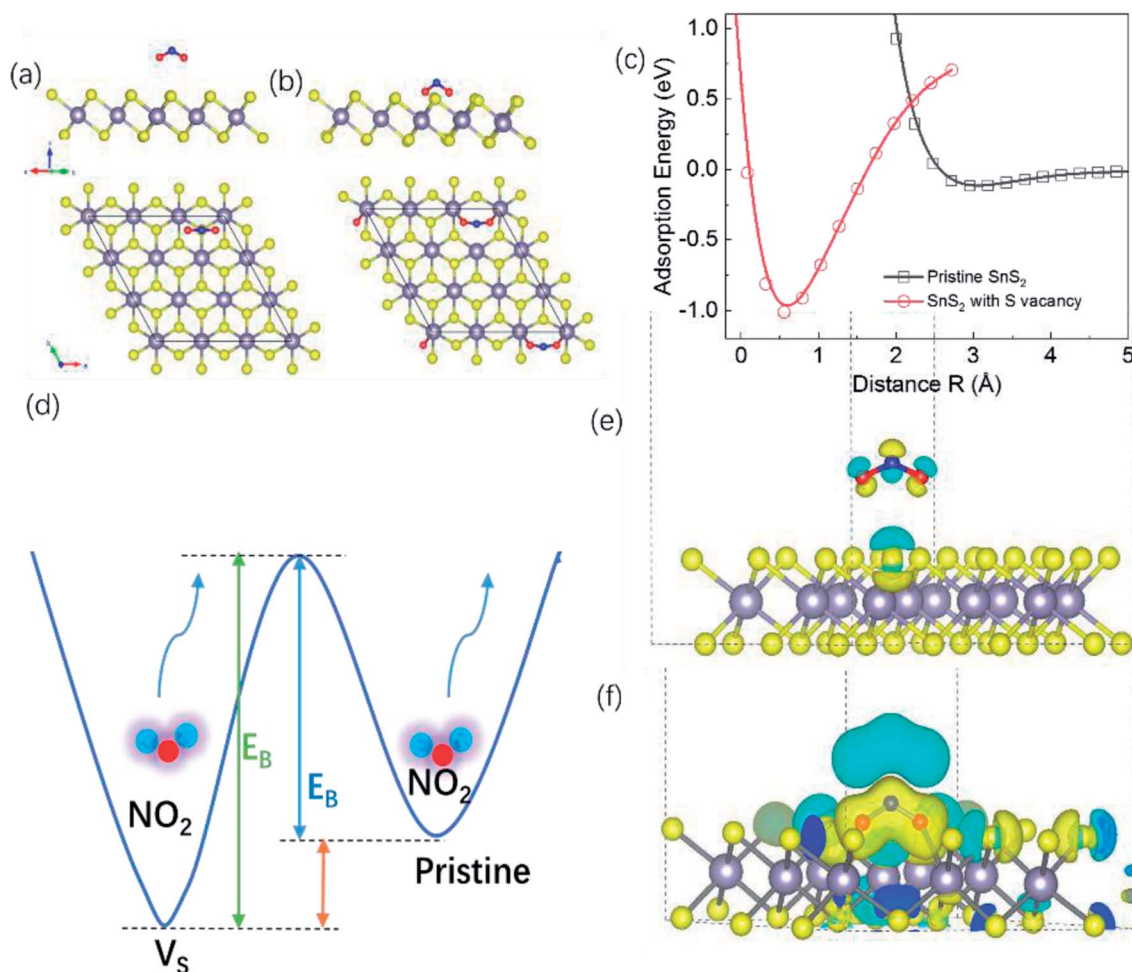 (a)
(b)
(c)
1.0
0.5
0.0
-0.5
-1.0
Adsorption Energy (eV)
Pristine SnS₂
SnS₂ with S vacancy
0 1 2 3 4 5
Distance R (Å)
(d)
(e)
(f)
E_B
E_B
NO₂
NO₂
Pristine
V_S